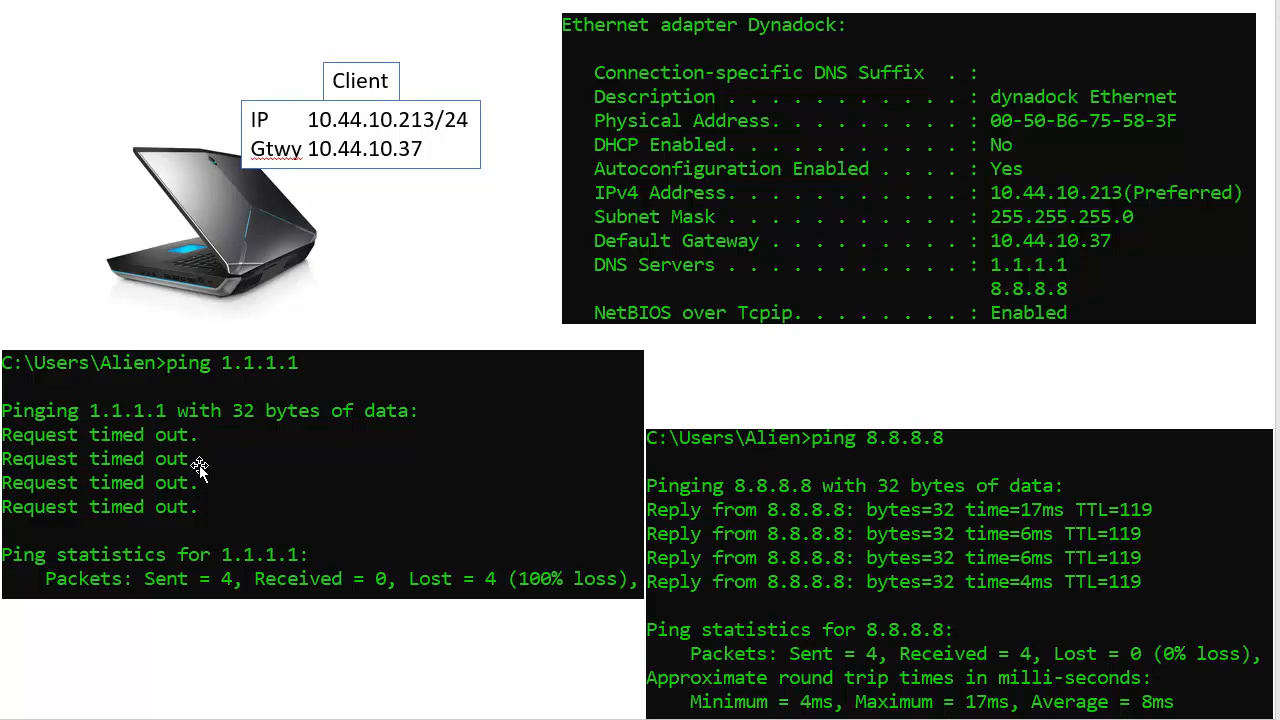 Client
IP 10.44.10.213/24
Gtwy 10.44.10.37
Ethernet adapter Dynadock:
Connection-specific DNS Suffix . :
Description . . . . . . . . . . . : dynadock Ethernet
Physical Address. . . . . . . . . : 00-50-B6-75-58-3F
DHCP Enabled. . . . . . . . . . . : No
Autoconfiguration Enabled . . . . : Yes
IPv4 Address. . . . . . . . . . . : 10.44.10.213(Preferred)
Subnet Mask . . . . . . . . . . . : 255.255.255.0
Default Gateway . . . . . . . . . : 10.44.10.37
DNS Servers . . . . . . . . . . . : 1.1.1.1
8.8.8.8
NetBIOS over Tcpip. . . . . . . . : Enabled
C:\Users\Alien>ping 1.1.1.1
Pinging 1.1.1.1 with 32 bytes of data:
Request timed out.
Request timed out.
Request timed out.
Request timed out.
Ping statistics for 1.1.1.1:
Packets: Sent = 4, Received = 0, Lost = 4 (100% loss),
C:\Users\Alien>ping 8.8.8.8
Pinging 8.8.8.8 with 32 bytes of data:
Reply from 8.8.8.8: bytes=32 time=17ms TTL=119
Reply from 8.8.8.8: bytes=32 time=6ms TTL=119
Reply from 8.8.8.8: bytes=32 time=6ms TTL=119
Reply from 8.8.8.8: bytes=32 time=4ms TTL=119
Ping statistics for 8.8.8.8:
Packets: Sent = 4, Received = 4, Lost = 0 (0% loss),
Approximate round trip times in milli-seconds:
Minimum = 4ms, Maximum = 17ms, Average = 8ms